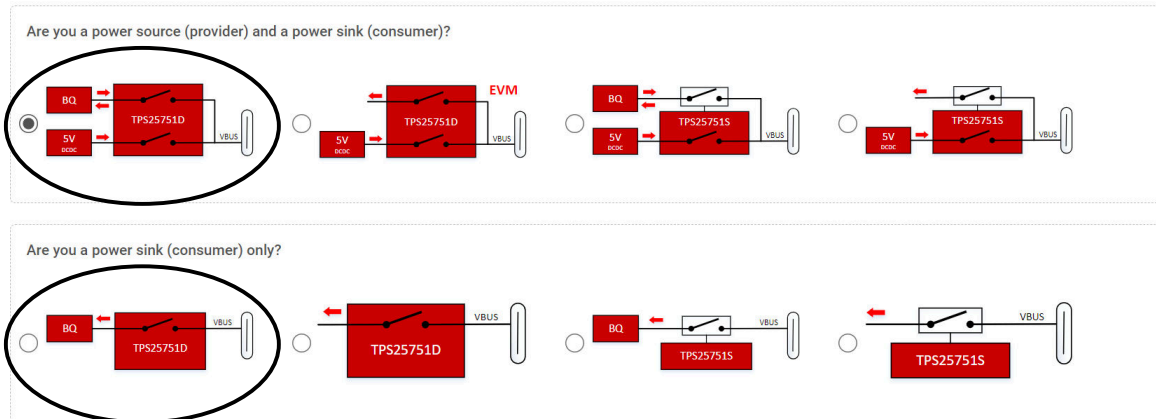 Are you a power source (provider) and a power sink (consumer)?
BQ
TPS25751D
5V
DCDC
VBUS
EVM
TPS25751D
5V
DCDC
VBUS
BQ
TPS25751S
5V
DCDC
VBUS
TPS25751S
5V
DCDC
VBUS
Are you a power sink (consumer) only?
BQ
VBUS
TPS25751D
VBUS
TPS25751D
BQ
VBUS
TPS25751S
VBUS
TPS25751S